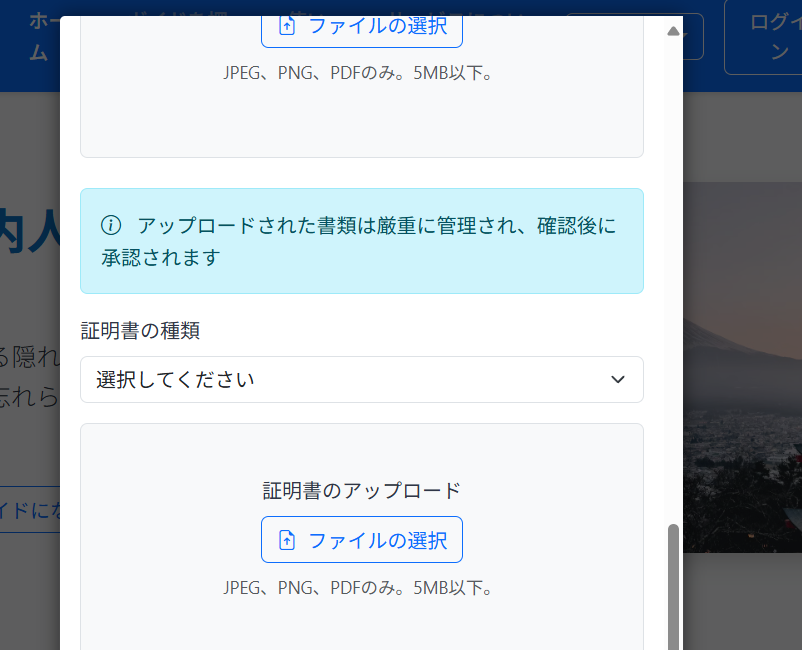 ホー
ム
ログイ
ン
ファイルの選択
JPEG、PNG、PDFのみ。5MB以下。
アップロードされた書類は厳重に管理され、確認後に
承認されます
証明書の種類
選択してください
証明書のアップロード
ファイルの選択
JPEG、PNG、PDFのみ。5MB以下。
内人
る隠れ
忘れら
イドにな